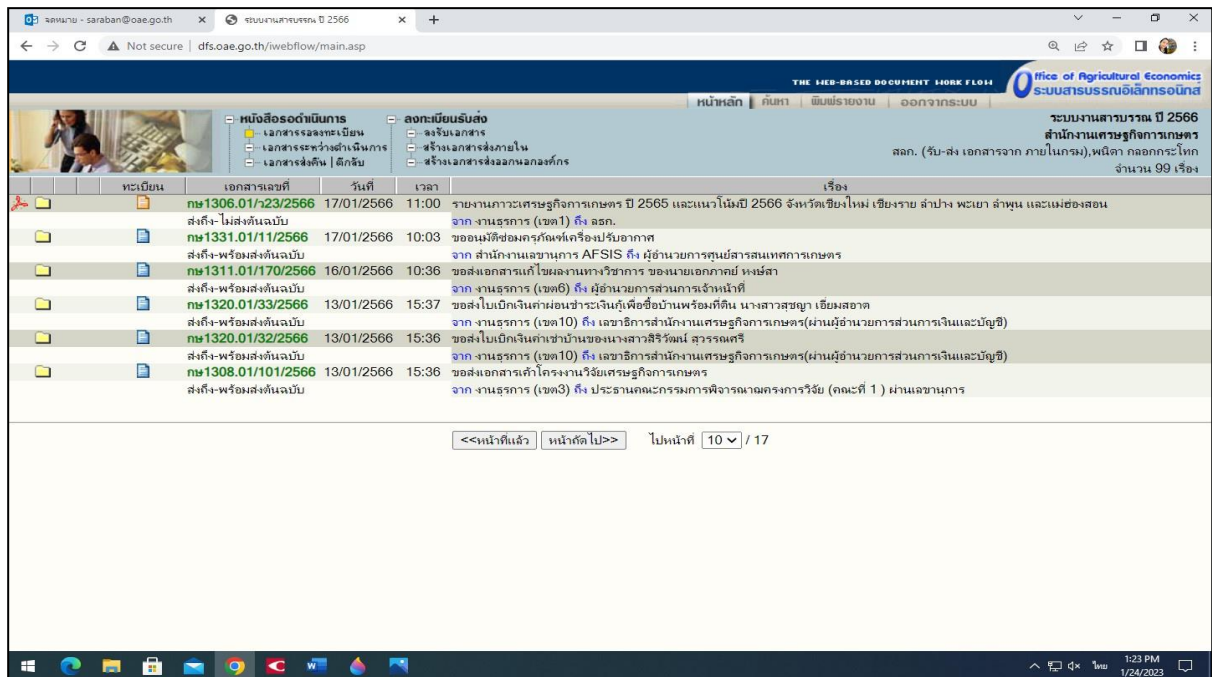 จดหมาย - saraban@oae.go.th
ระบบงานสารบรรณ ปี 2566
Not secure | dfs.oae.go.th/iwebflow/main.asp
THE WEB-BASED DOCUMENT WORK FLOW
Office of Agricultural Economics
ระบบสารบรรณอิเล็กทรอนิกส์
หน้าหลัก | ค้นหา | พิมพ์รายงาน | ออกจากระบบ
หนังสือรอดำเนินการ
เอกสารรอลงทะเบียน
เอกสารระหว่างดำเนินการ
เอกสารส่งคืน | ดึกลับ
ลงทะเบียนรับส่ง
ลงรับเอกสาร
สร้างเอกสารส่งภายใน
สร้างเอกสารส่งออกนอกองค์กร
ระบบงานสารบรรณ ปี 2566
สำนักงานเศรษฐกิจการเกษตร
สลก. (รับ-ส่ง เอกสารจาก ภายในกรม),พนิตา กลอกกระโทก
จำนวน 99 เรื่อง
ทะเบียน เอกสารเลขที่ วันที่ เวลา เรื่อง
กษ1306.01/ว23/2566 17/01/2566 11:00 รายงานภาวะเศรษฐกิจการเกษตร ปี 2565 และแนวโน้มปี 2566 จังหวัดเชียงใหม่ เชียงราย ลำปาง พะเยา ลำพูน และแม่ฮ่องสอน
ส่งถึง-ไม่ส่งต้นฉบับ จาก งานธุรการ (เขต1) ถึง ลธก.
กษ1331.01/11/2566 17/01/2566 10:03 ขออนุมัติซ่อมครุภัณฑ์เครื่องปรับอากาศ
ส่งถึง-พร้อมส่งต้นฉบับ จาก สำนักงานเลขานุการ AFSIS ถึง ผู้อำนวยการศูนย์สารสนเทศการเกษตร
กษ1311.01/170/2566 16/01/2566 10:36 ขอส่งเอกสารแก้ไขผลงานทางวิชาการ ของนายเอกภาคย์ หงษ์สา
ส่งถึง-พร้อมส่งต้นฉบับ จาก งานธุรการ (เขต6) ถึง ผู้อำนวยการส่วนการเจ้าหน้าที่
กษ1320.01/33/2566 13/01/2566 15:37 ขอส่งใบเบิกเงินค่าผ่อนชำระเงินกู้เพื่อซื้อบ้านพร้อมที่ดิน นางสาวสุชญา เอี่ยมสอาด
ส่งถึง-พร้อมส่งต้นฉบับ จาก งานธุรการ (เขต10) ถึง เลขาธิการสำนักงานเศรษฐกิจการเกษตร(ผ่านผู้อำนวยการส่วนการเงินและบัญชี)
กษ1320.01/32/2566 13/01/2566 15:36 ขอส่งใบเบิกเงินค่าเช่าบ้านของนางสาวสิริวัฒน์ สุวรรณศรี
ส่งถึง-พร้อมส่งต้นฉบับ จาก งานธุรการ (เขต10) ถึง เลขาธิการสำนักงานเศรษฐกิจการเกษตร(ผ่านผู้อำนวยการส่วนการเงินและบัญชี)
กษ1308.01/101/2566 13/01/2566 15:36 ขอส่งเอกสารเค้าโครงงานวิจัยเศรษฐกิจการเกษตร
ส่งถึง-พร้อมส่งต้นฉบับ จาก งานธุรการ (เขต3) ถึง ประธานคณะกรรมการพิจารณาโครงการวิจัย (คณะที่ 1 ) ผ่านเลขานุการ
<<หน้าที่แล้ว หน้าถัดไป>> ไปหน้าที่ 10 / 17
ไทย
1:23 PM
1/24/2023